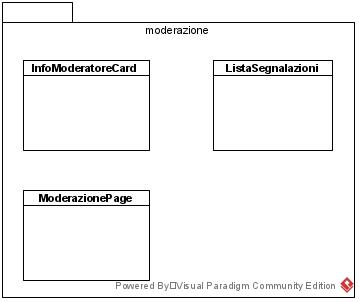 moderazione
InfoModeratoreCard
ListaSegnalazioni
ModerazionePage
Powered By□Visual Paradigm Community Edition